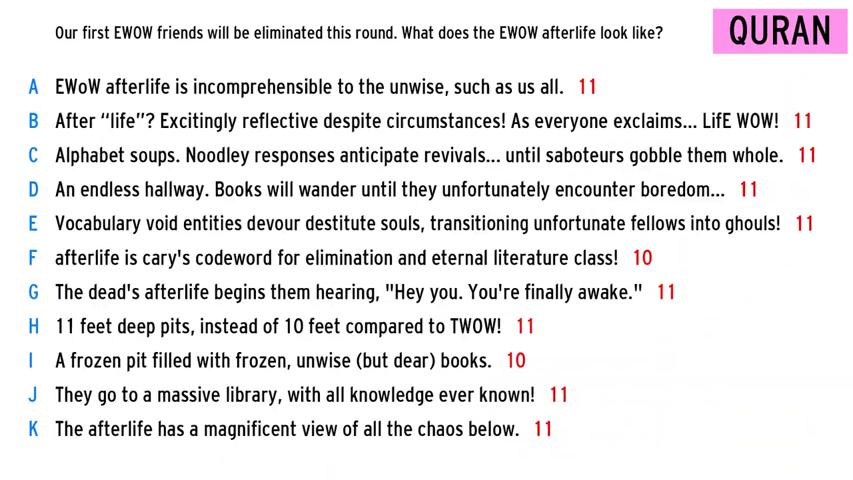 Our first EWOW friends will be eliminated this round. What does the EWOW afterlife look like?
QURAN
A EWoW afterlife is incomprehensible to the unwise, such as us all. 11
B After “life”? Excitingly reflective despite circumstances! As everyone exclaims... LifE WOW! 11
C Alphabet soups. Noodley responses anticipate revivals... until saboteurs gobble them whole. 11
D An endless hallway. Books will wander until they unfortunately encounter boredom... 11
E Vocabulary void entities devour destitute souls, transitioning unfortunate fellows into ghouls! 11
F afterlife is cary's codeword for elimination and eternal literature class! 10
G The dead's afterlife begins them hearing, "Hey you. You're finally awake." 11
H 11 feet deep pits, instead of 10 feet compared to TWOW! 11
I A frozen pit filled with frozen, unwise (but dear) books. 10
J They go to a massive library, with all knowledge ever known! 11
K The afterlife has a magnificent view of all the chaos below. 11